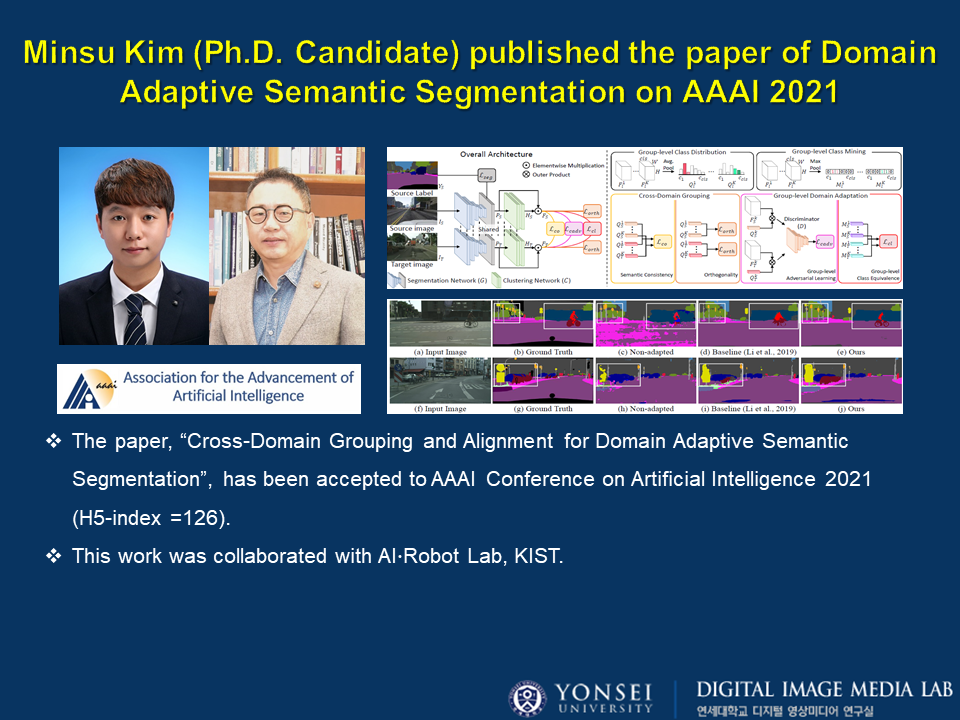 Minsu Kim (Ph.D. Candidate) published the paper of Domain
Adaptive Semantic Segmentation on AAAI 2021
Overall Architecture
Elementwise Multiplication
Outer Product
Source Label
Source image
Target image
Shared
Segmentation Network (G)
Clustering Network (C)
Group-level Class Distribution
Avg. Pool
Group-level Class Mining
Max Pool
Cross-Domain Grouping
Semantic Consistency
Orthogonality
Group-level Domain Adaptation
Discriminator (D)
Group-level Adversarial Learning
Group-level Class Equivalence
(a) Input Image
(b) Ground Truth
(c) Non-adapted
(d) Baseline (Li et al., 2019)
(e) Ours
(f) Input Image
(g) Ground Truth
(h) Non-adapted
(i) Baseline (Li et al., 2019)
(j) Ours
aaai
Association for the Advancement of
Artificial Intelligence
❖ The paper, “Cross-Domain Grouping and Alignment for Domain Adaptive Semantic
Segmentation”, has been accepted to AAAI Conference on Artificial Intelligence 2021
(H5-index =126).
❖ This work was collaborated with AI·Robot Lab, KIST.
YONSEI
UNIVERSITY
DIGITAL IMAGE MEDIA LAB
연세대학교 디지털 영상미디어 연구실